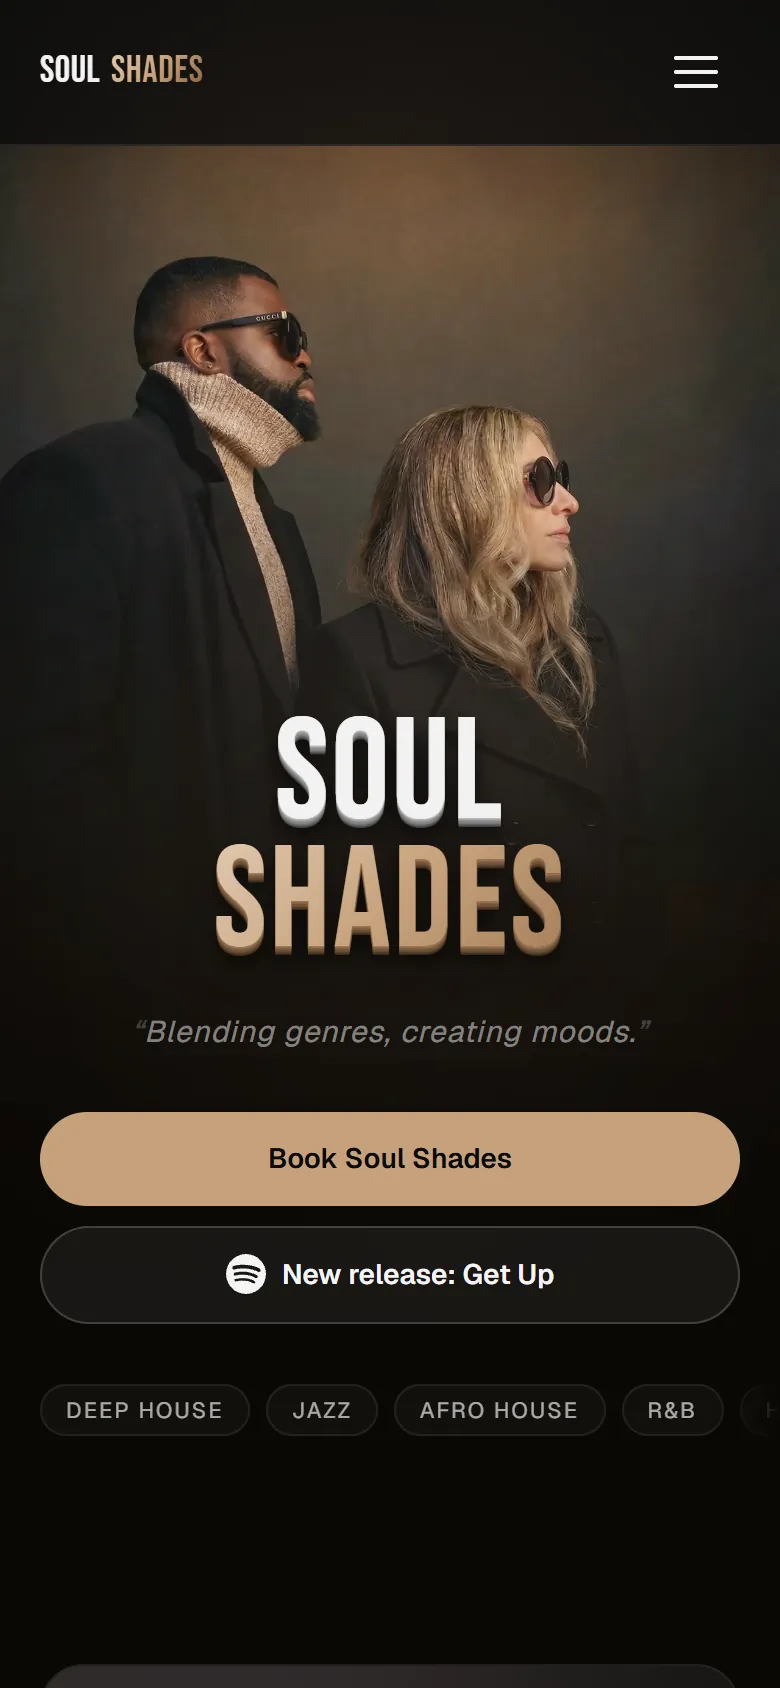 SOUL SHADES
GUCCI
SOUL
SHADES
“Blending genres, creating moods.”
Book Soul Shades
New release: Get Up
DEEP HOUSE JAZZ AFRO HOUSE R&B